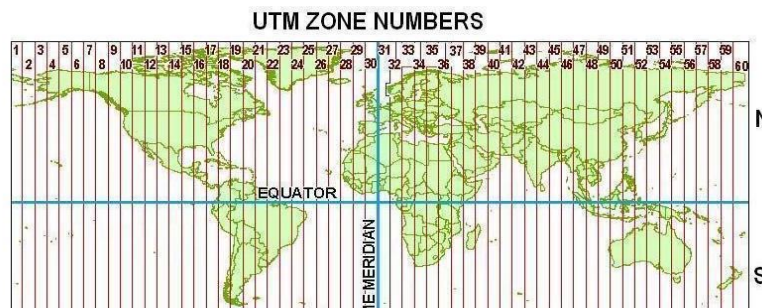 UTM ZONE NUMBERS
1 3 5 7 9 11 13 15 17 19 21 23 25 27 29 31 33 35 37 39 41 43 45 47 49 51 53 55 57 59
2 4 6 8 10 12 14 16 18 20 22 24 26 28 30 32 34 36 38 40 42 44 46 48 50 52 54 56 58 60
N
EQUATOR
IE MERIDIAN
S